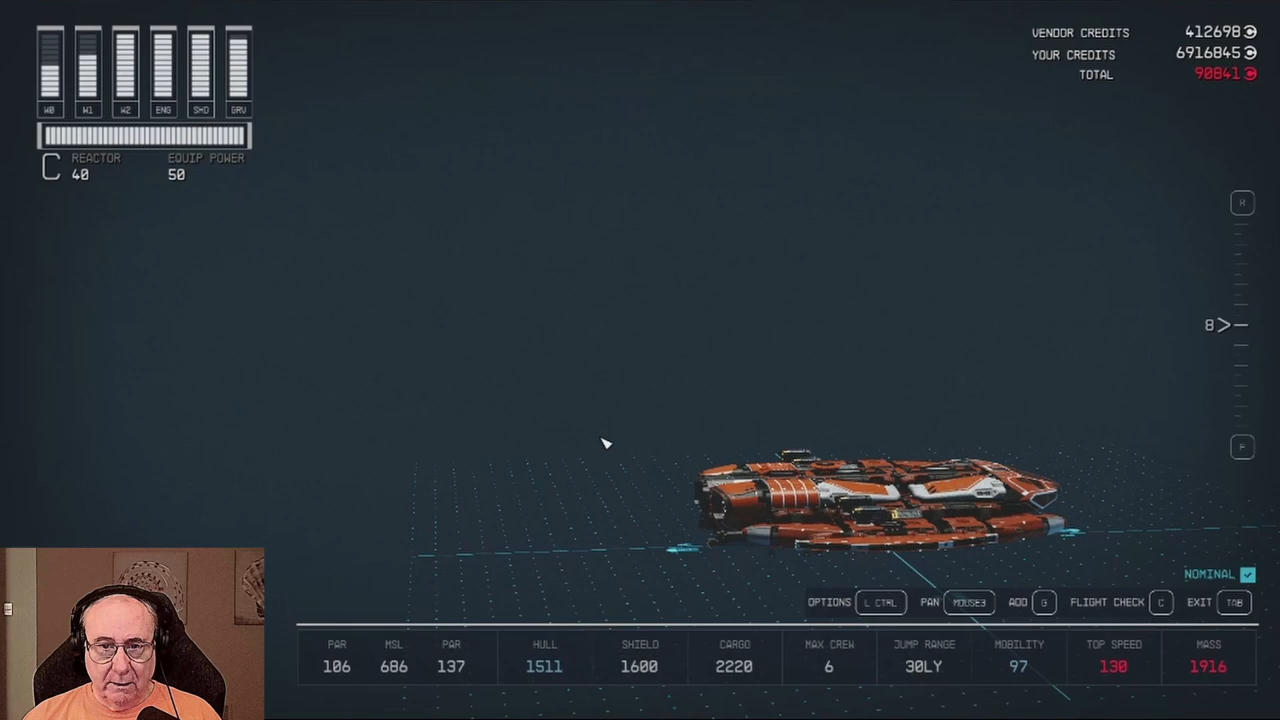 VENDOR CREDITS 412698
YOUR CREDITS 6916845
TOTAL 90841
W0 W1 W2 ENG SHD GRV
C REACTOR EQUIP POWER
40 50
R
8
F
NOMINAL
OPTIONS L CTRL PAN MOUSE3 ADD G FLIGHT CHECK C EXIT TAB
PAR MSL PAR HULL SHIELD CARGO MAX CREW JUMP RANGE MOBILITY TOP SPEED MASS
106 686 137 1511 1600 2220 6 30LY 97 130 1916